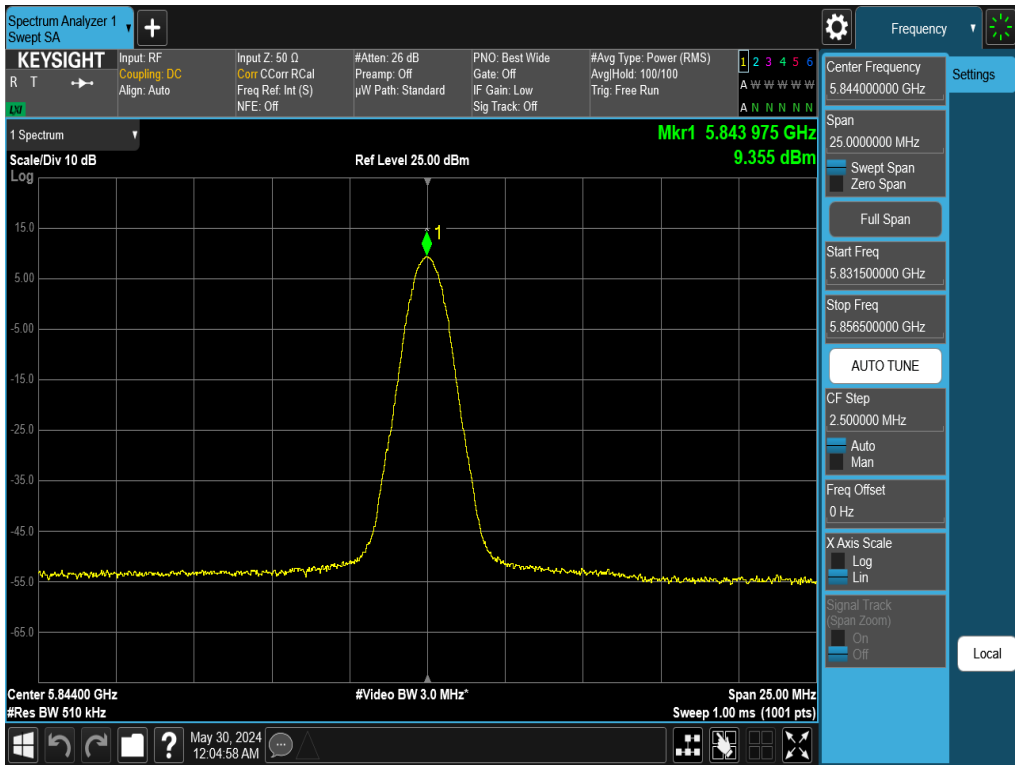 Spectrum Analyzer 1
Swept SA
Frequency
KEYSIGHT
R T
LXI
Input: RF
Coupling: DC
Align: Auto
Input Z: 50 Ω
Corr CCorr RCal
Freq Ref: Int (S)
NFE: Off
#Atten: 26 dB
Preamp: Off
µW Path: Standard
PNO: Best Wide
Gate: Off
IF Gain: Low
Sig Track: Off
#Avg Type: Power (RMS)
Avg|Hold: 100/100
Trig: Free Run
1 2 3 4 5 6
A W W W W W
A N N N N N
1 Spectrum
Scale/Div 10 dB
Log
Ref Level 25.00 dBm
Mkr1 5.843 975 GHz
9.355 dBm
1
15.0
5.00
-5.00
-15.0
-25.0
-35.0
-45.0
-55.0
-65.0
Center 5.84400 GHz
#Res BW 510 kHz
#Video BW 3.0 MHz*
Span 25.00 MHz
Sweep 1.00 ms (1001 pts)
May 30, 2024
12:04:58 AM
Center Frequency
5.844000000 GHz
Span
25.0000000 MHz
Swept Span
Zero Span
Full Span
Start Freq
5.831500000 GHz
Stop Freq
5.856500000 GHz
AUTO TUNE
CF Step
2.500000 MHz
Auto
Man
Freq Offset
0 Hz
X Axis Scale
Log
Lin
Signal Track
(Span Zoom)
On
Off
Settings
Local